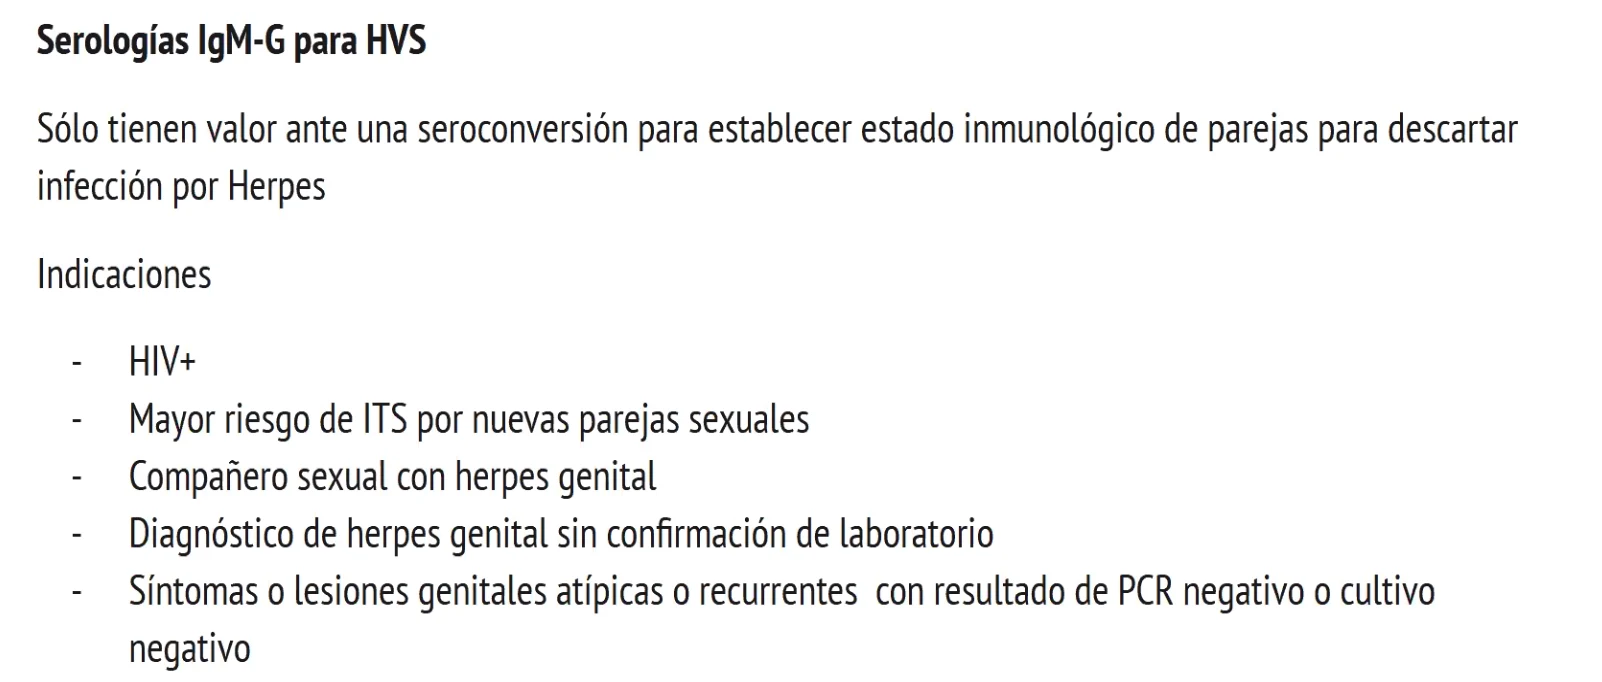 Serologías IgM-G para HVS
Sólo tienen valor ante una seroconversión para establecer estado inmunológico de parejas para descartar
infección por Herpes
Indicaciones
- HIV+
- Mayor riesgo de ITS por nuevas parejas sexuales
- Compañero sexual con herpes genital
- Diagnóstico de herpes genital sin confirmación de laboratorio
- Síntomas o lesiones genitales atípicas o recurrentes  con resultado de PCR negativo o cultivo
negativo